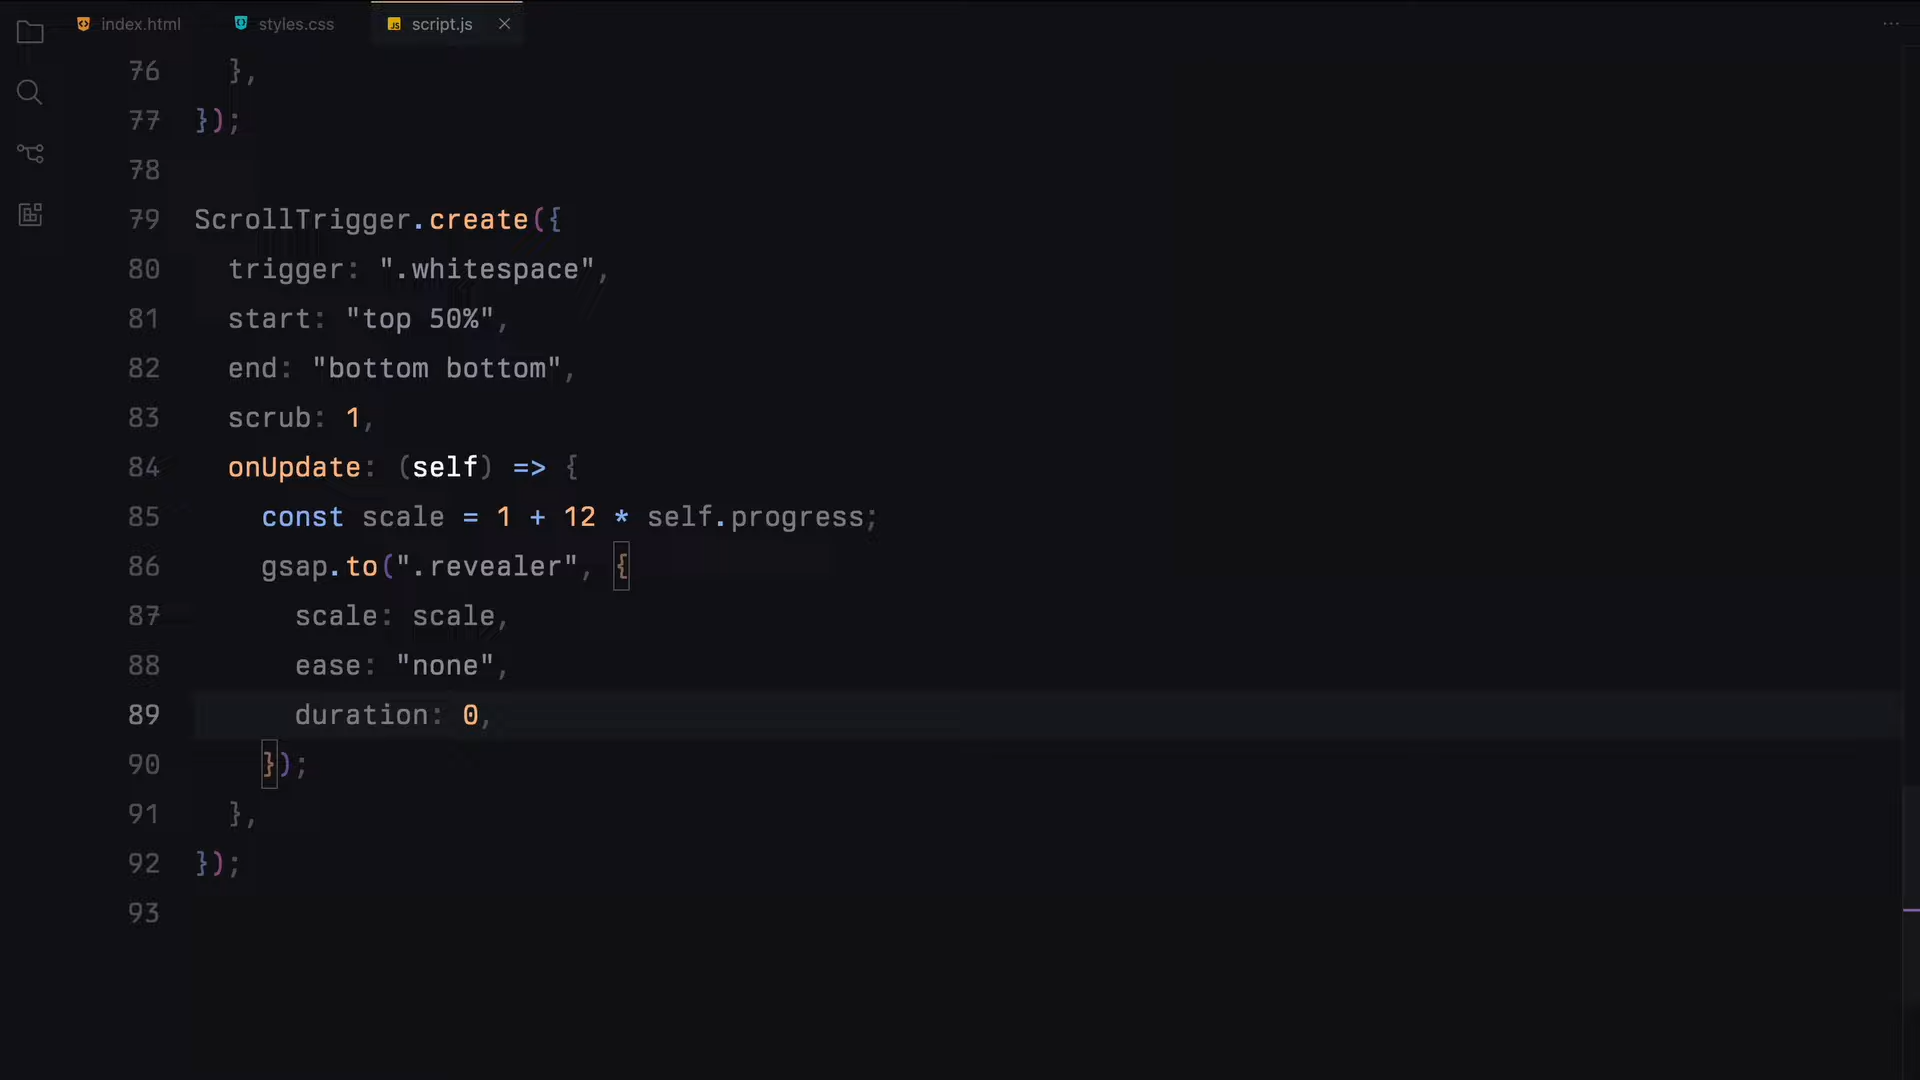 index.html
styles.css
script.js
76 },
77 });
78
79 ScrollTrigger.create({
80 trigger: ".whitespace",
81 start: "top 50%",
82 end: "bottom bottom",
83 scrub: 1,
84 onUpdate: (self) => {
85 const scale = 1 + 12 * self.progress;
86 gsap.to(".revealer", {
87 scale: scale,
88 ease: "none",
89 duration: 0,
90 });
91 },
92 });
93